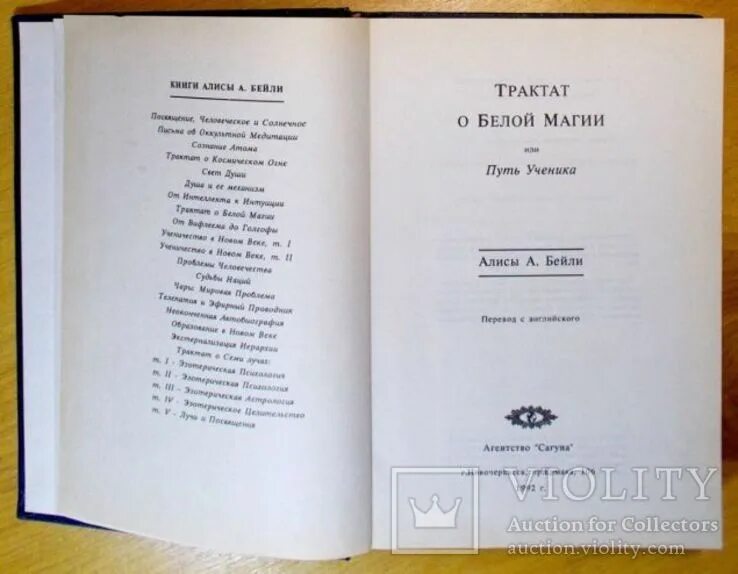 КНИГИ АЛИСЫ А. БЕЙЛИ
Посвящение, Человеческое и Солнечное
Письма об Оккультной Медитации
Сознание Атома
Трактат о Космическом Огне
Свет Души
Душа и ее механизм
От Интеллекта к Интуиции
Трактат о Белой Магии
От Вифлеема до Голгофы
Ученичество в Новом Веке, т. I
Ученичество в Новом Веке, т. II
Проблемы Человечества
Судьбы Наций
Чары: Мировая Проблема
Телепатия и Эфирный Проводник
Неоконченная Автобиография
Образование в Новом Веке
Экстернализация Иерархии
Трактат о Семи лучах:
т. I - Эзотерическая Психология
т. II - Эзотерическая Психология
т. III - Эзотерическая Астрология
т. IV - Эзотерическое Целительство
т. V - Лучи и Посвящения
ТРАКТАТ
О БЕЛОЙ МАГИИ
или
Путь Ученика
Алисы А. Бейли
Перевод с английского
Агентство "Сагуна"
106
1992 г.
VIOLITY
Auction for Collectors
auction.violity.com